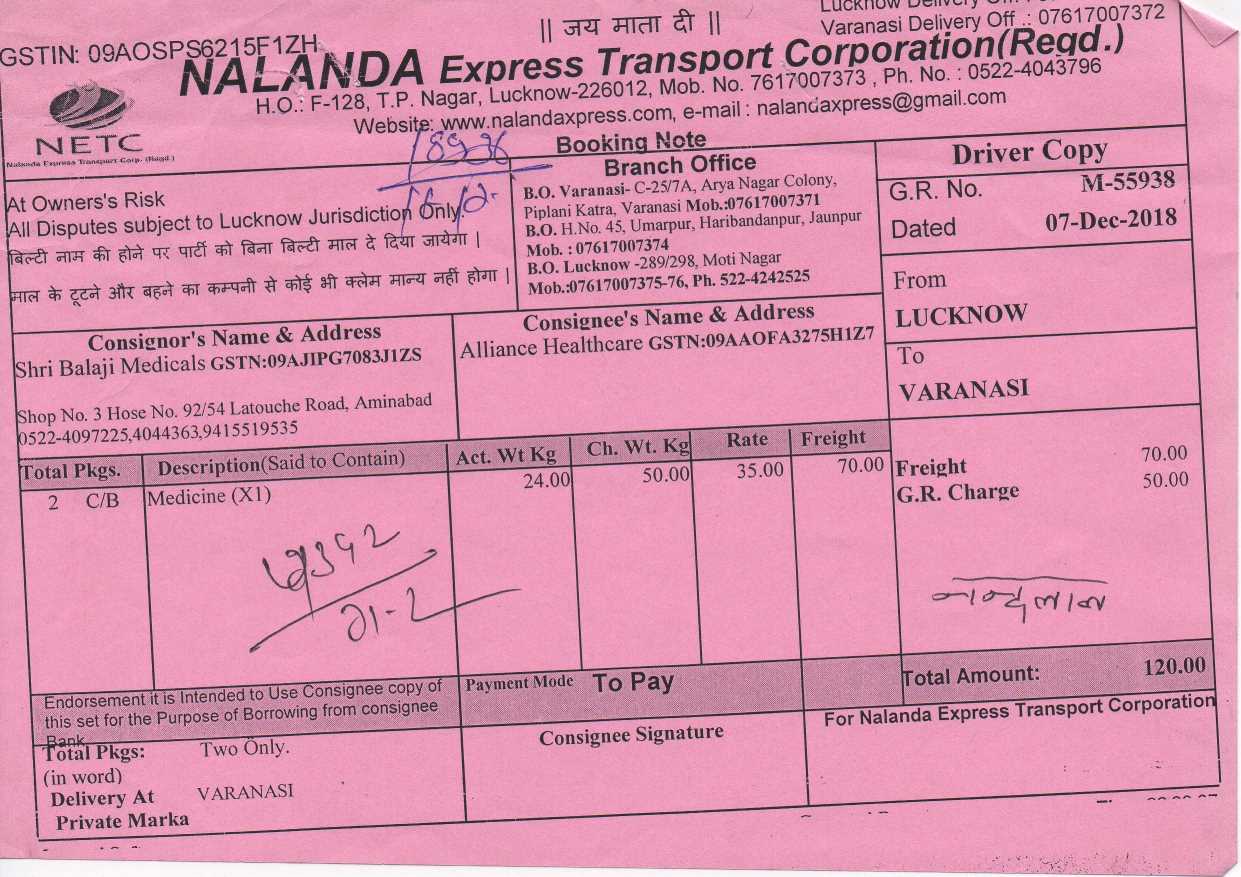 || जय माता दी ||
Lucknow Delivery Off
Varanasi Delivery Off .: 07617007372
GSTIN: 09AOSPS6215F1ZH
NALANDA Express Transport Corporation(Regd.)
H.O.: F-128, T.P. Nagar, Lucknow-226012, Mob. No. 7617007373 , Ph. No. : 0522-4043796
Website: www.nalandaxpress.com, e-mail : nalandaxpress@gmail.com
NETC
Nalanda Express Transport Corp. (Regd.)
Booking Note
At Owners's Risk
All Disputes subject to Lucknow Jurisdiction Only
बिल्टी नाम की होने पर पार्टी को बिना बिल्टी माल दे दिया जायेगा |
माल के टूटने और बहने का कम्पनी से कोई भी क्लेम मान्य नहीं होगा |
Branch Office
B.O. Varanasi- C-25/7A, Arya Nagar Colony,
Piplani Katra, Varanasi Mob.:07617007371
B.O. H.No. 45, Umarpur, Haribandanpur, Jaunpur
Mob. : 07617007374
B.O. Lucknow -289/298, Moti Nagar
Mob.:07617007375-76, Ph. 522-4242525
Driver Copy
G.R. No. M-55938
Dated 07-Dec-2018
From
LUCKNOW
To
VARANASI
Consignor's Name & Address
Shri Balaji Medicals GSTN:09AJIPG7083J1ZS
Shop No. 3 Hose No. 92/54 Latouche Road, Aminabad
0522-4097225,4044363,9415519535
Consignee's Name & Address
Alliance Healthcare GSTN:09AAOFA3275H1Z7
Total Pkgs. Description(Said to Contain) Act. Wt Kg Ch. Wt. Kg Rate Freight
2 C/B Medicine (X1) 24.00 50.00 35.00 70.00
Freight 70.00
G.R. Charge 50.00
नन्दलाल
Total Amount: 120.00
Endorsement it is Intended to Use Consignee copy of
this set for the Purpose of Borrowing from consignee
Bank
Payment Mode To Pay
Total Pkgs: Two Only.
(in word)
Delivery At VARANASI
Private Marka
Consignee Signature
For Nalanda Express Transport Corporation